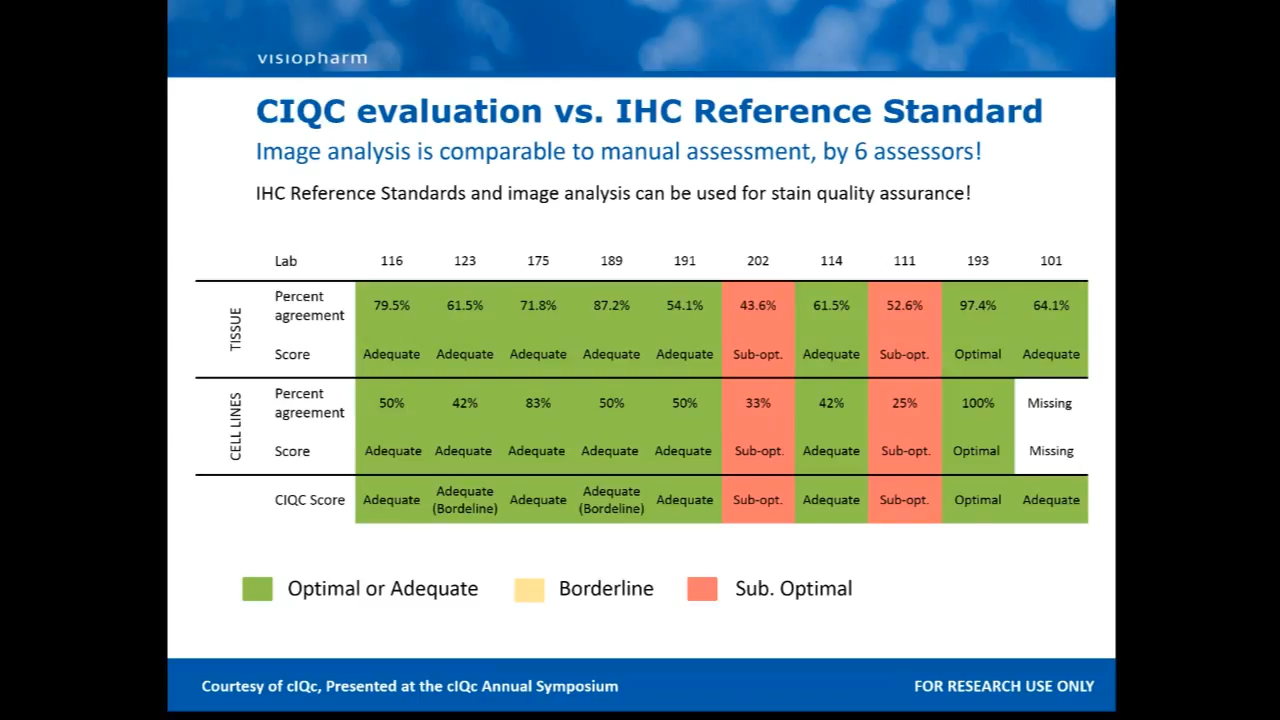 visiopharm
CIQC evaluation vs. IHC Reference Standard
Image analysis is comparable to manual assessment, by 6 assessors!
IHC Reference Standards and image analysis can be used for stain quality assurance!
Lab 116 123 175 189 191 202 114 111 193 101
TISSUE
Percent agreement 79.5% 61.5% 71.8% 87.2% 54.1% 43.6% 61.5% 52.6% 97.4% 64.1%
Score Adequate Adequate Adequate Adequate Adequate Sub-opt. Adequate Sub-opt. Optimal Adequate
CELL LINES
Percent agreement 50% 42% 83% 50% 50% 33% 42% 25% 100% Missing
Score Adequate Adequate Adequate Adequate Adequate Sub-opt. Adequate Sub-opt. Optimal Missing
CIQC Score Adequate Adequate (Bordeline) Adequate Adequate (Bordeline) Adequate Sub-opt. Adequate Sub-opt. Optimal Adequate
Optimal or Adequate Borderline Sub. Optimal
Courtesy of cIQc, Presented at the cIQc Annual Symposium FOR RESEARCH USE ONLY